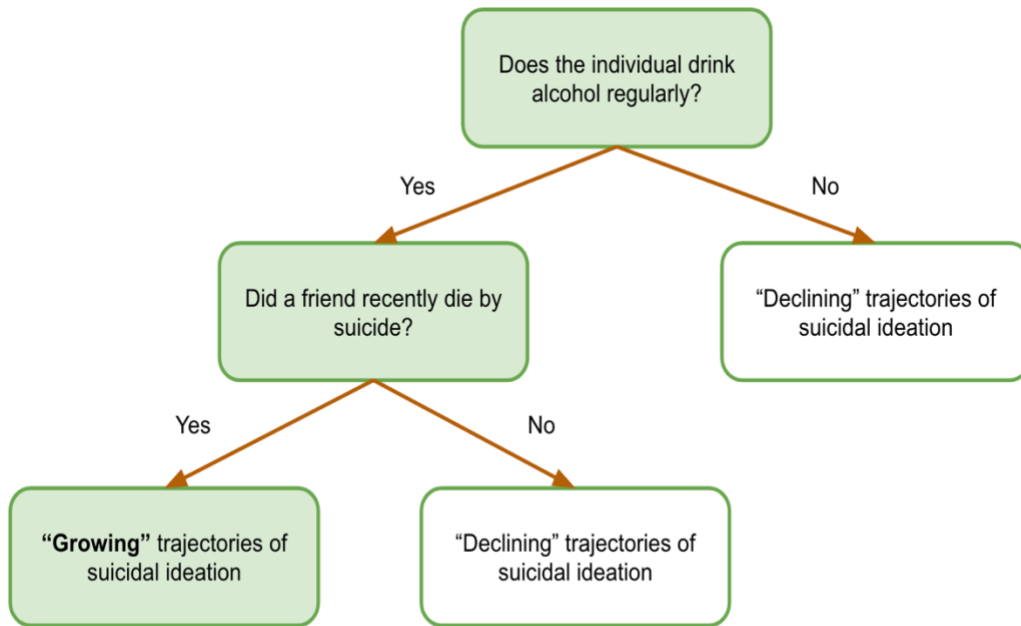 Does the individual drink
alcohol regularly?
Yes
No
Did a friend recently die by
suicide?
“Declining” trajectories of
suicidal ideation
Yes
No
“Growing” trajectories of
suicidal ideation
“Declining” trajectories of
suicidal ideation